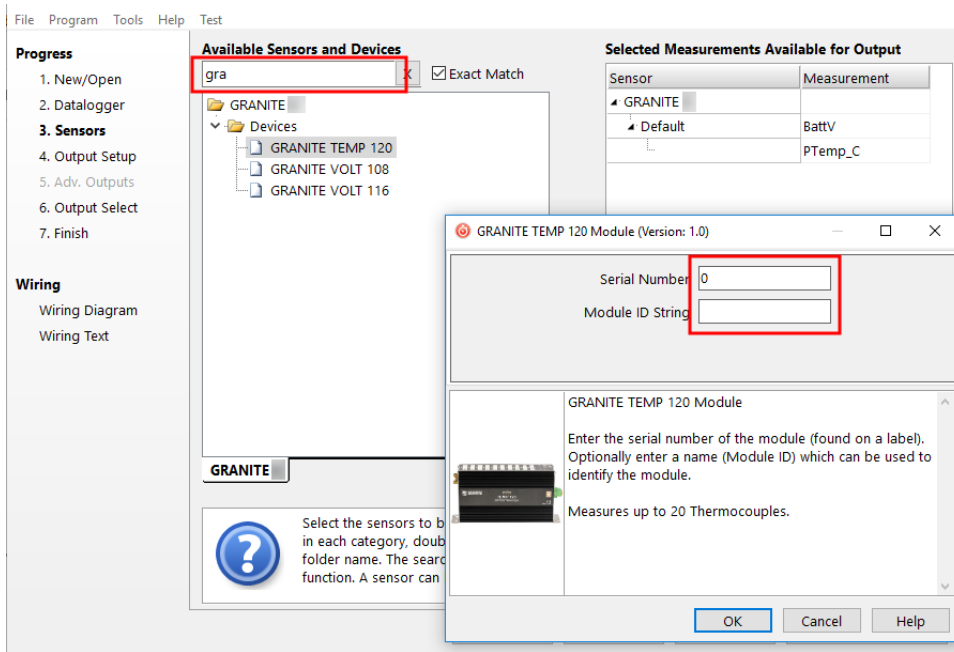 File Program Tools Help Test
Progress
1. New/Open
2. Datalogger
3. Sensors
4. Output Setup
5. Adv. Outputs
6. Output Select
7. Finish
Wiring
Wiring Diagram
Wiring Text
Available Sensors and Devices
gra
X
Exact Match
GRANITE
Devices
GRANITE TEMP 120
GRANITE VOLT 108
GRANITE VOLT 116
GRANITE
Select the sensors to b
in each category, doub
folder name. The searc
function. A sensor can
Selected Measurements Available for Output
Sensor Measurement
GRANITE
Default BattV
PTemp_C
GRANITE TEMP 120 Module (Version: 1.0)
Serial Number 0
Module ID String
GRANITE TEMP 120 Module
Enter the serial number of the module (found on a label).
Optionally enter a name (Module ID) which can be used to
identify the module.
Measures up to 20 Thermocouples.
OK Cancel Help